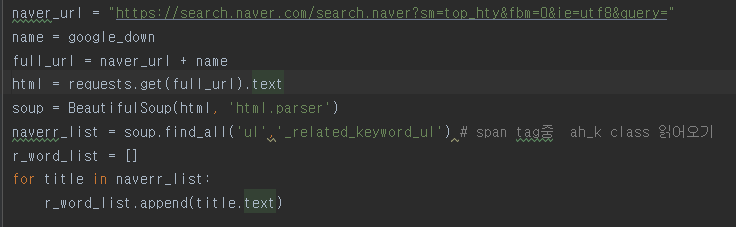 naver_url = "https://search.naver.com/search.naver?sm=top_hty&fbm=0&ie=utf8&query="
name = google_down
full_url = naver_url + name
html = requests.get(full_url).text
soup = BeautifulSoup(html, 'html.parser')
naverr_list = soup.find_all('ul','_related_keyword_ul') # span tag중  ah_k class 읽어오기
r_word_list = []
for title in naverr_list:
    r_word_list.append(title.text)